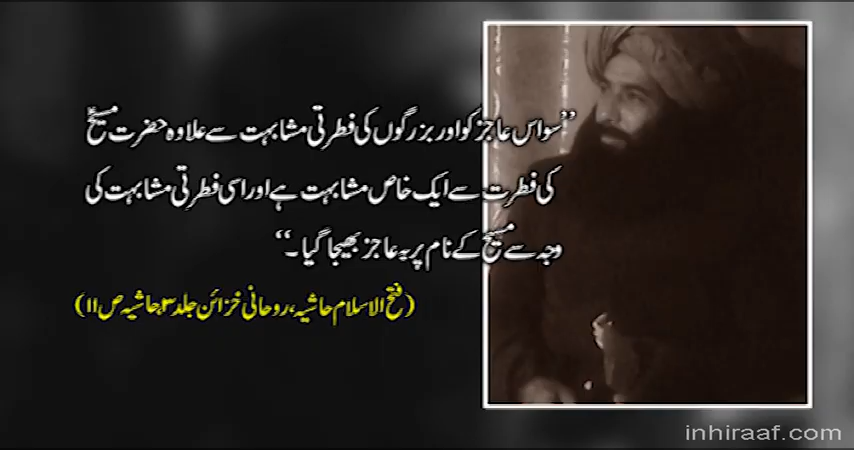 ”سو اس عاجز کو اور بزرگوں کی فطرتی مشابہت سے علاوہ حضرت مسیحؑ
کی فطرت سے ایک خاص مشابہت ہے اور اسی فطرتی مشابہت کی
وجہ سے مسیح کے نام پر یہ عاجز بھیجا گیا۔“
(فتح الاسلام حاشیہ، روحانی خزائن جلد ۳، حاشیہ ص ۱۱)
inhiraaf.com